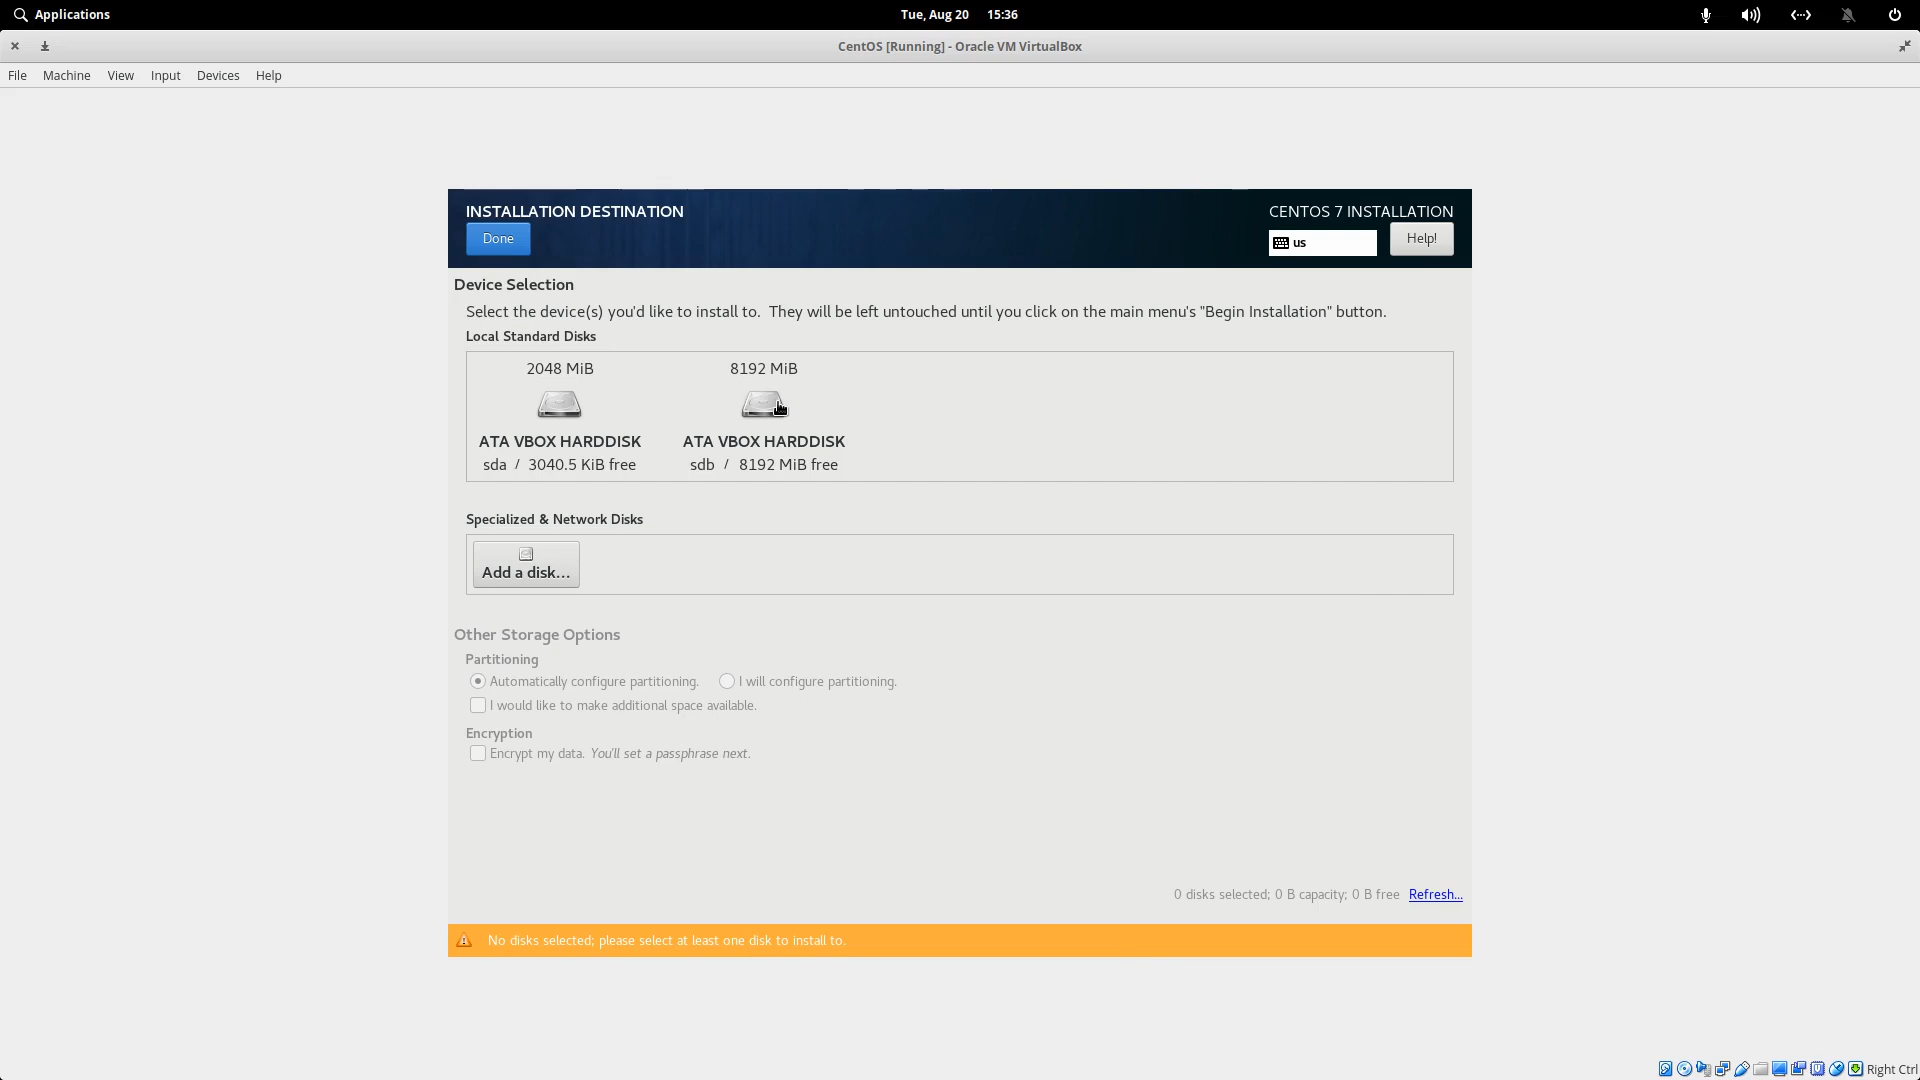 Applications
Tue, Aug 20 15:36
CentOS [Running] - Oracle VM VirtualBox
File Machine View Input Devices Help
INSTALLATION DESTINATION
CENTOS 7 INSTALLATION
Done
us
Help!
Device Selection
Select the device(s) you'd like to install to. They will be left untouched until you click on the main menu's "Begin Installation" button.
Local Standard Disks
2048 MiB
8192 MiB
ATA VBOX HARDDISK
ATA VBOX HARDDISK
sda / 3040.5 KiB free
sdb / 8192 MiB free
Specialized & Network Disks
Add a disk...
Other Storage Options
Partitioning
Automatically configure partitioning. I will configure partitioning.
I would like to make additional space available.
Encryption
Encrypt my data. You'll set a passphrase next.
0 disks selected; 0 B capacity; 0 B free Refresh...
No disks selected; please select at least one disk to install to.
Right Ctrl